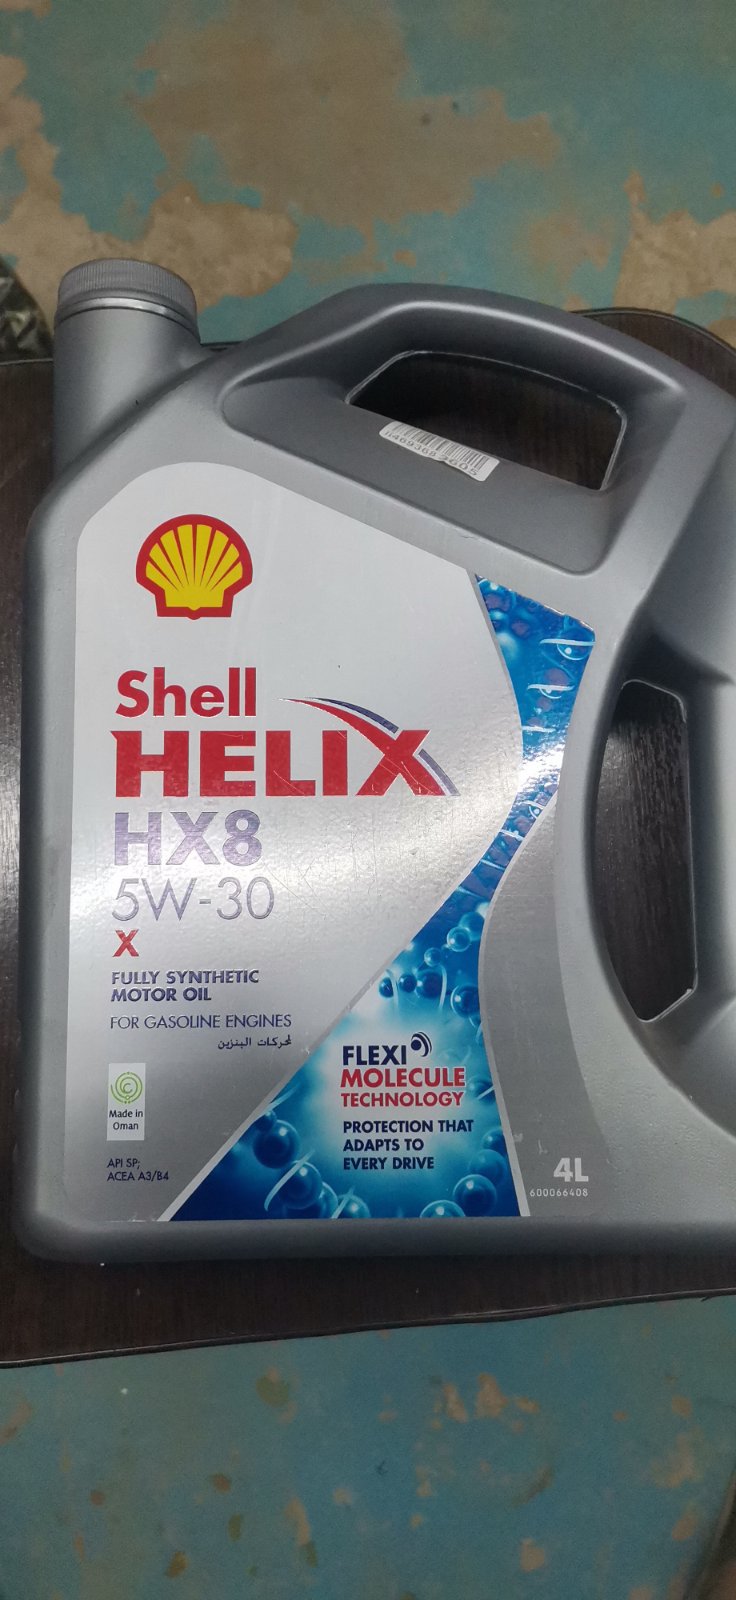 Shell
HELIX
HX8
5W-30
X
FULLY SYNTHETIC
MOTOR OIL
FOR GASOLINE ENGINES
لمحركات البنزين
Made in
Oman
API SP;
ACEA A3/B4
FLEXI
MOLECULE
TECHNOLOGY
PROTECTION THAT
ADAPTS TO
EVERY DRIVE
4L
600066408